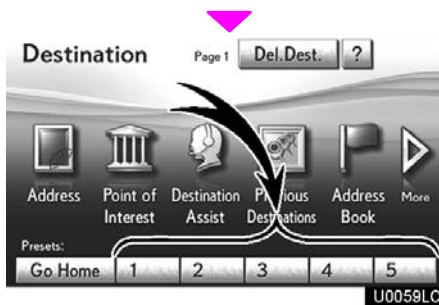 Destination Page 1 Del.Dest. ?
Address Point of Interest Destination Assist Previous Destinations Address Book More
Presets:
Go Home 1 2 3 4 5
U0059LC